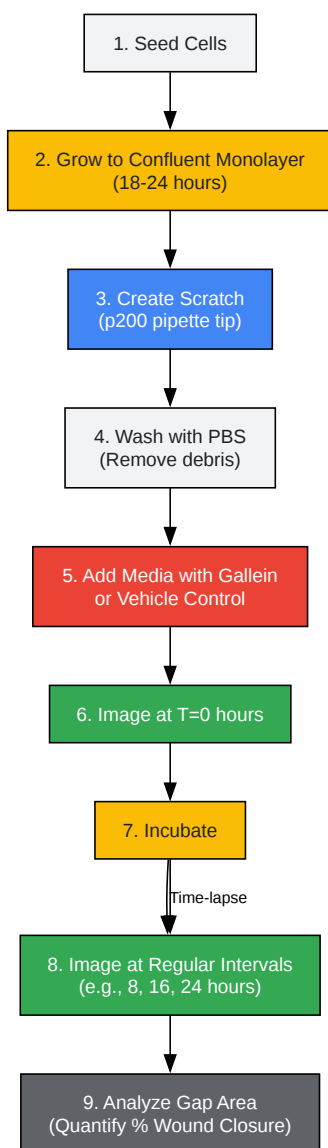 1. Seed Cells
2. Grow to Confluent Monolayer
(18-24 hours)
3. Create Scratch
(p200 pipette tip)
4. Wash with PBS
(Remove debris)
5. Add Media with Gallein
or Vehicle Control
6. Image at T=0 hours
7. Incubate
Time-lapse
8. Image at Regular Intervals
(e.g., 8, 16, 24 hours)
9. Analyze Gap Area
(Quantify % Wound Closure)